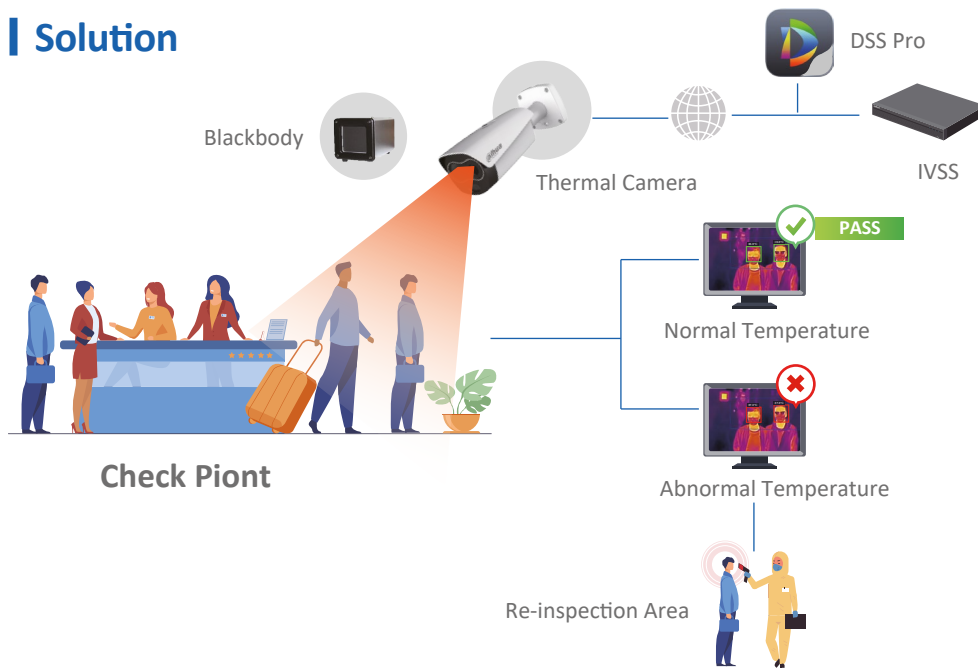 Solution
DSS Pro
Blackbody
Thermal Camera
IVSS
PASS
Normal Temperature
Check Piont
Abnormal Temperature
Re-inspection Area